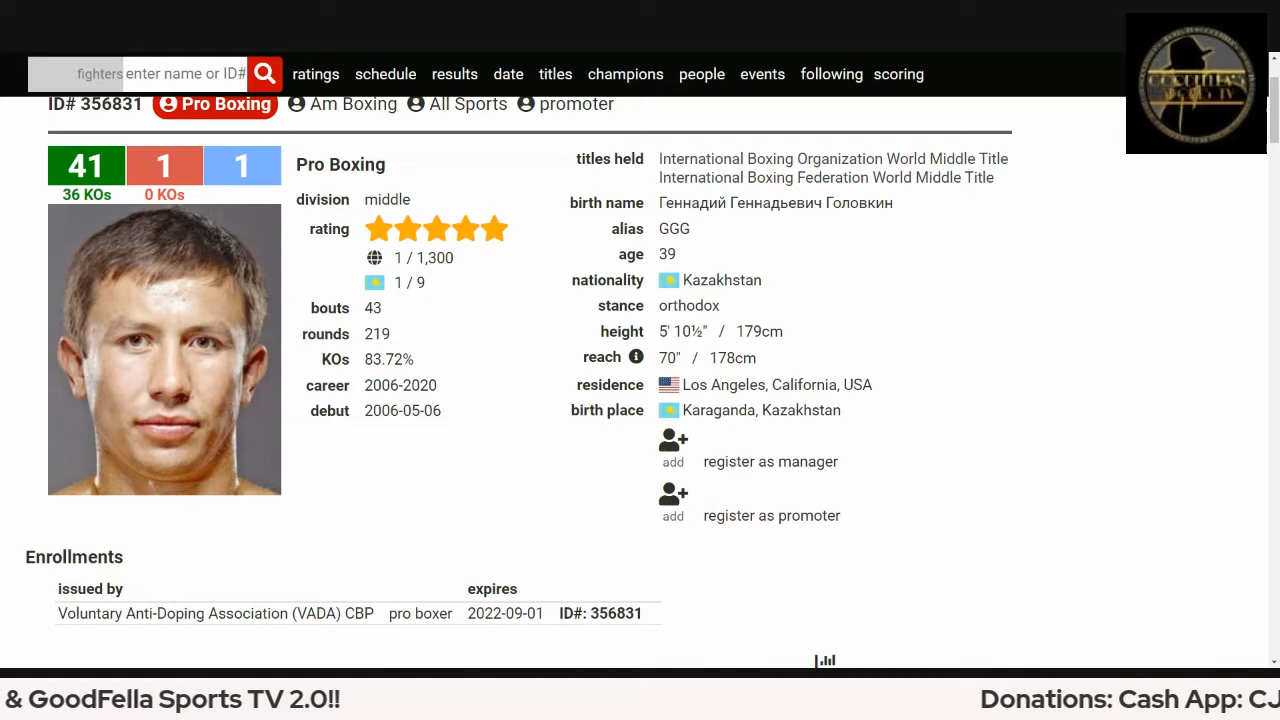 fighters enter name or ID# ratings schedule results date titles champions people events following scoring
ID# 356831 Pro Boxing Am Boxing All Sports promoter
41 1 1
36 KOs 0 KOs
Pro Boxing
division middle
rating
1 / 1,300
1 / 9
bouts 43
rounds 219
KOs 83.72%
career 2006-2020
debut 2006-05-06
titles held International Boxing Organization World Middle Title
International Boxing Federation World Middle Title
birth name Геннадий Геннадьевич Головкин
alias GGG
age 39
nationality Kazakhstan
stance orthodox
height 5' 10½" / 179cm
reach 70" / 178cm
residence Los Angeles, California, USA
birth place Karaganda, Kazakhstan
add register as manager
add register as promoter
Enrollments
issued by expires
Voluntary Anti-Doping Association (VADA) CBP pro boxer 2022-09-01 ID#: 356831
& GoodFella Sports TV 2.0!! Donations: Cash App: CJ